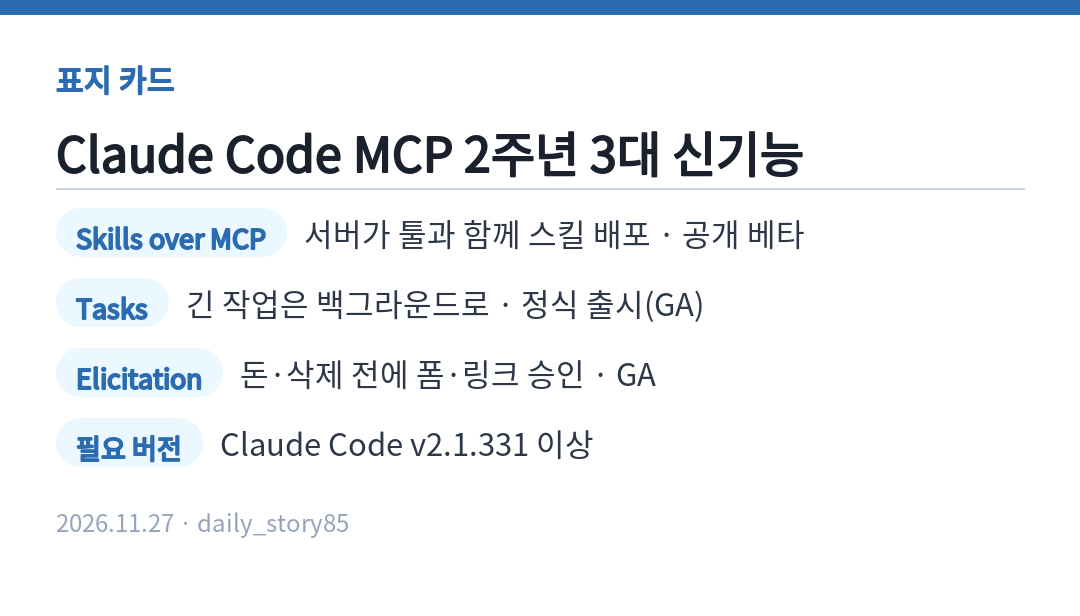 표지 카드
Claude Code MCP 2주년 3대 신기능
Skills over MCP 서버가 툴과 함께 스킬 배포 · 공개 베타
Tasks 긴 작업은 백그라운드로 · 정식 출시(GA)
Elicitation 돈·삭제 전에 폼·링크 승인 · GA
필요 버전 Claude Code v2.1.331 이상
2026.11.27 · daily_story85